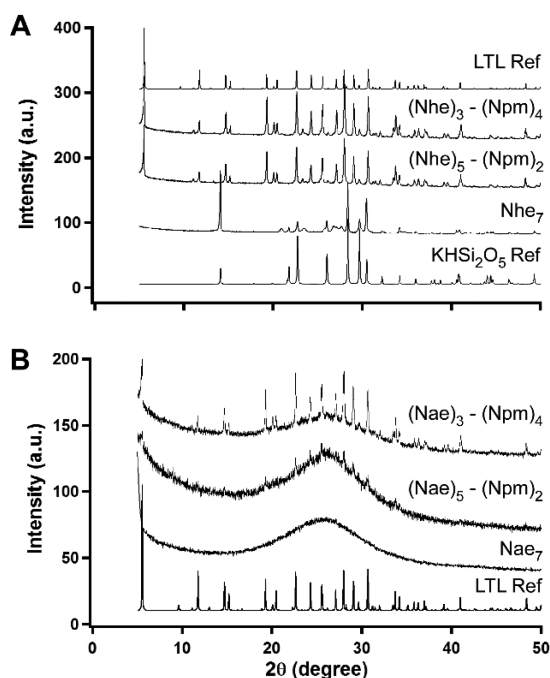 A
400
300
200
100
0
Intensity (a.u.)
LTL Ref
(Nhe)₃ - (Npm)₄
(Nhe)₅ - (Npm)₂
Nhe₇
KHSi₂O₅ Ref
B
200
150
100
50
0
Intensity (a.u.)
(Nae)₃ - (Npm)₄
(Nae)₅ - (Npm)₂
Nae₇
LTL Ref
0 10 20 30 40 50
2θ (degree)